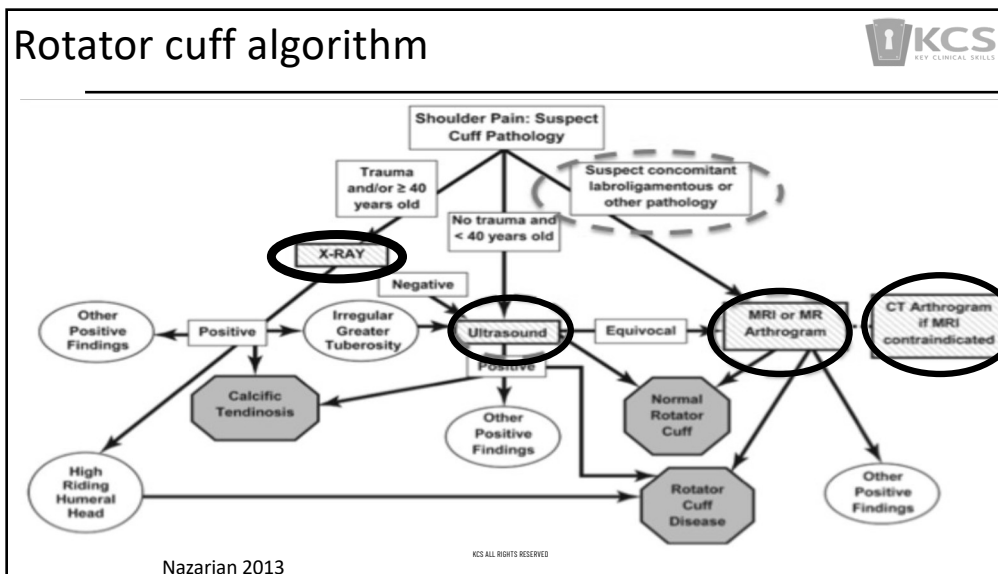 Rotator cuff algorithm
KCS
KEY CLINICAL SKILLS
Shoulder Pain: Suspect
Cuff Pathology
Trauma
and/or ≥ 40
years old
Suspect concomitant
labroligamentous or
other pathology
No trauma and
< 40 years old
X-RAY
Negative
Other
Positive
Findings
Positive
Irregular
Greater
Tuberosity
Ultrasound
Equivocal
MRI or MR
Arthrogram
CT Arthrogram
if MRI
contraindicated
Positive
Calcific
Tendinosis
Other
Positive
Findings
Normal
Rotator
Cuff
High
Riding
Humeral
Head
Rotator
Cuff
Disease
Other
Positive
Findings
KCS ALL RIGHTS RESERVED
Nazarian 2013